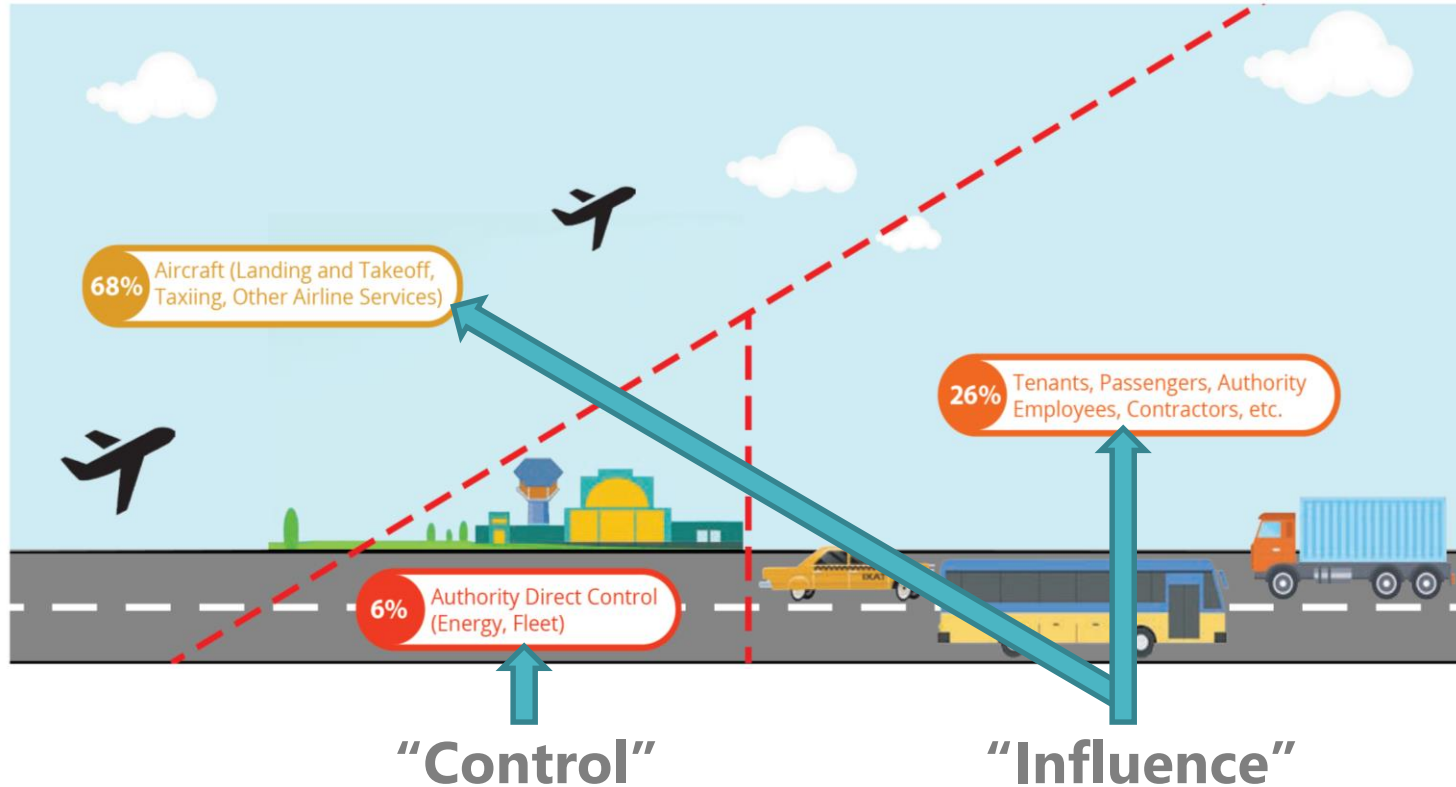 68%
Aircraft (Landing and Takeoff,
Taxiing, Other Airline Services)
26%
Tenants, Passengers, Authority
Employees, Contractors, etc.
IXAT
6%
Authority Direct Control
(Energy, Fleet)
“Control”
“Influence”